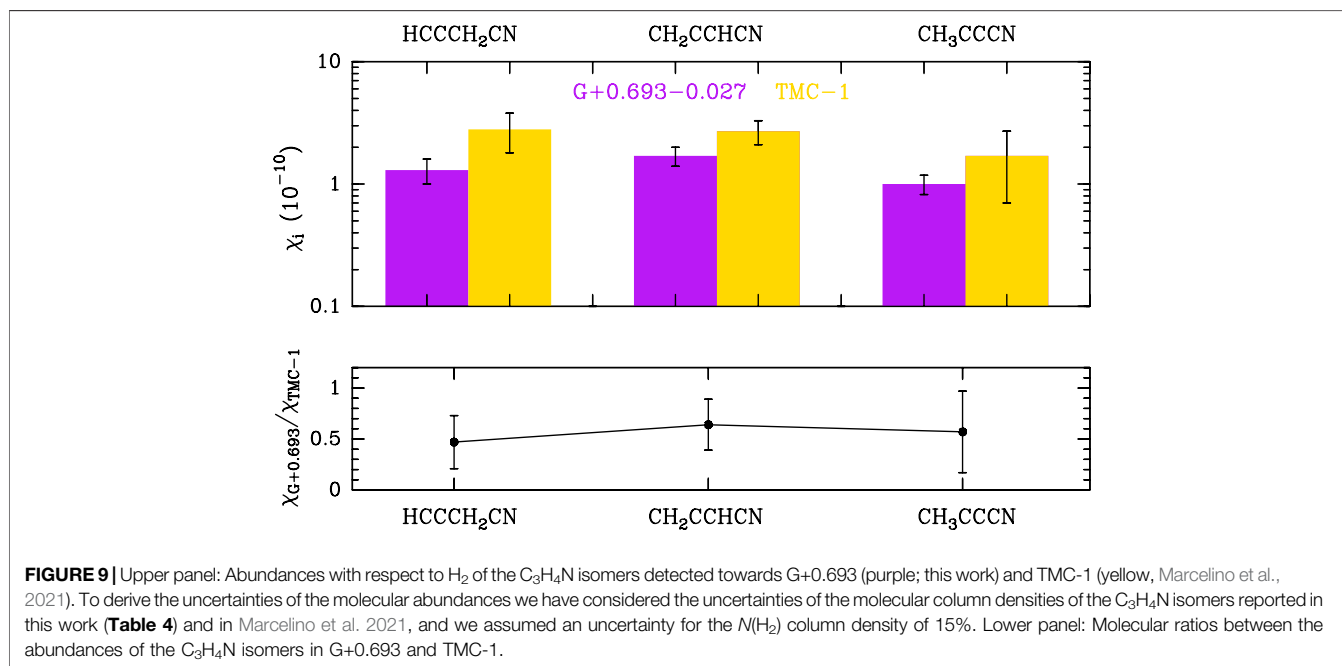 HCCCH₂CN CH₂CCHCN CH₃CCCN
10
G+0.693−0.027 TMC−1
1
χᵢ (10⁻¹⁰)
0.1
1
χG+0.693/χTMC−1
0.5
0
HCCCH₂CN CH₂CCHCN CH₃CCCN
FIGURE 9 | Upper panel: Abundances with respect to H₂ of the C₃H₄N isomers detected towards G+0.693 (purple; this work) and TMC-1 (yellow, Marcelino et al.,
2021). To derive the uncertainties of the molecular abundances we have considered the uncertainties of the molecular column densities of the C₃H₄N isomers reported in
this work (Table 4) and in Marcelino et al. 2021, and we assumed an uncertainty for the N(H₂) column density of 15%. Lower panel: Molecular ratios between the
abundances of the C₃H₄N isomers in G+0.693 and TMC-1.